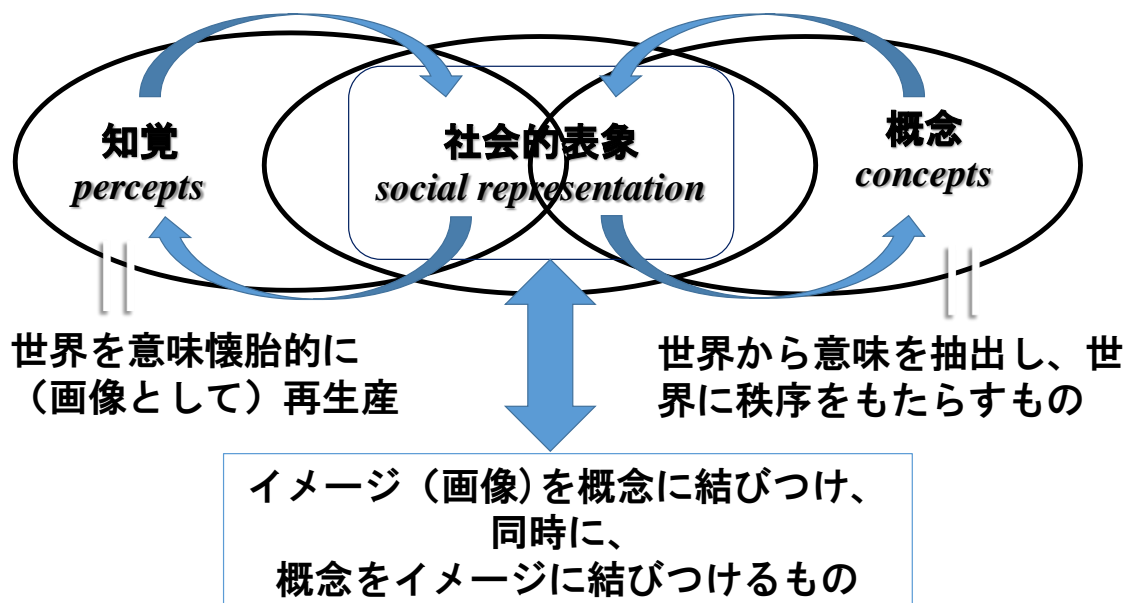 知覚
percepts
社会的表象
social representation
概念
concepts
世界を意味懐胎的に
（画像として）再生産
世界から意味を抽出し、世
界に秩序をもたらすもの
イメージ（画像）を概念に結びつけ、
同時に、
概念をイメージに結びつけるもの